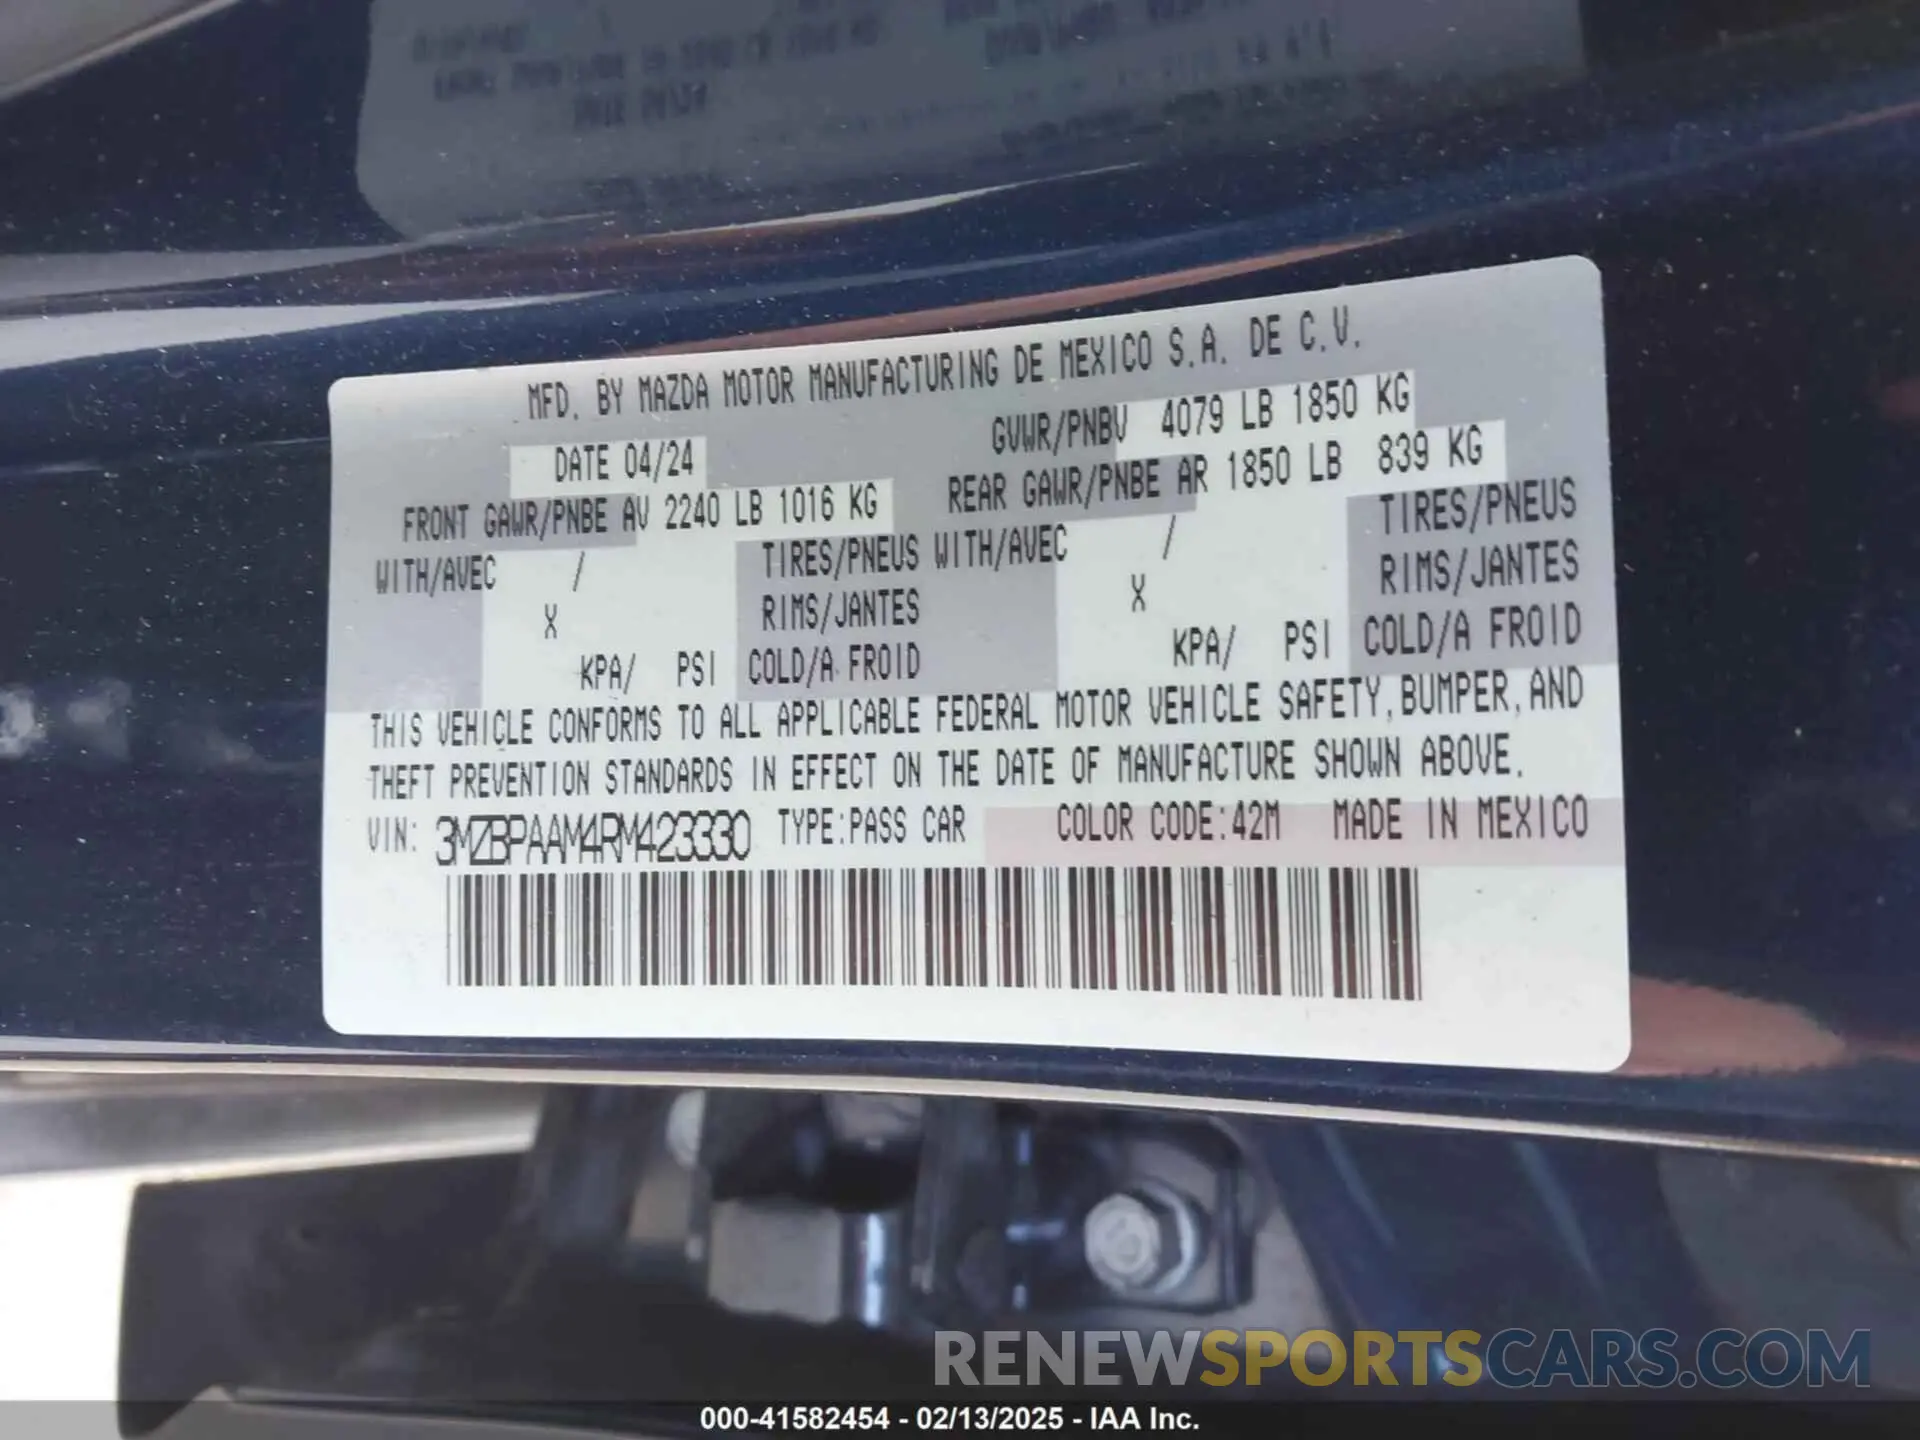 MFD. BY MAZDA MOTOR MANUFACTURING DE MEXICO S.A. DE C.V.
DATE 04/24 GVWR/PNBV 4079 LB 1850 KG
FRONT GAWR/PNBE AV 2240 LB 1016 KG REAR GAWR/PNBE AR 1850 LB 839 KG
WITH/AVEC / TIRES/PNEUS WITH/AVEC / TIRES/PNEUS
X RIMS/JANTES X RIMS/JANTES
KPA/ PSI COLD/A FROID KPA/ PSI COLD/A FROID
THIS VEHICLE CONFORMS TO ALL APPLICABLE FEDERAL MOTOR VEHICLE SAFETY, BUMPER, AND
THEFT PREVENTION STANDARDS IN EFFECT ON THE DATE OF MANUFACTURE SHOWN ABOVE.
VIN: 3MZBPAAM4RM423330 TYPE:PASS CAR COLOR CODE:42M MADE IN MEXICO
RENEWSPORTSCARS.COM
000-41582454 - 02/13/2025 - IAA Inc.